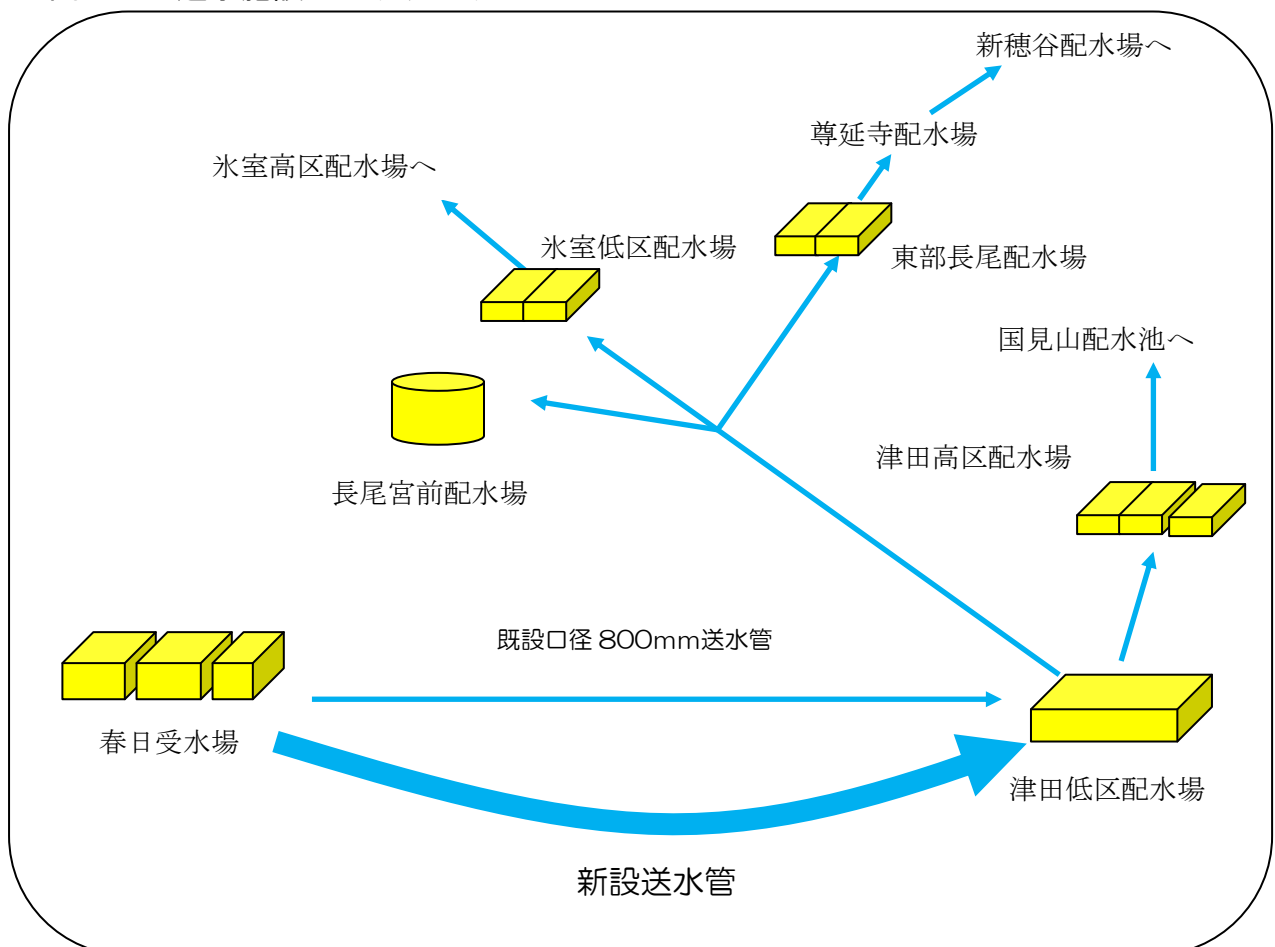 新穂谷配水場へ
尊延寺配水場
氷室高区配水場へ
氷室低区配水場
東部長尾配水場
国見山配水池へ
津田高区配水場
長尾宮前配水場
既設口径 800mm送水管
春日受水場
津田低区配水場
新設送水管